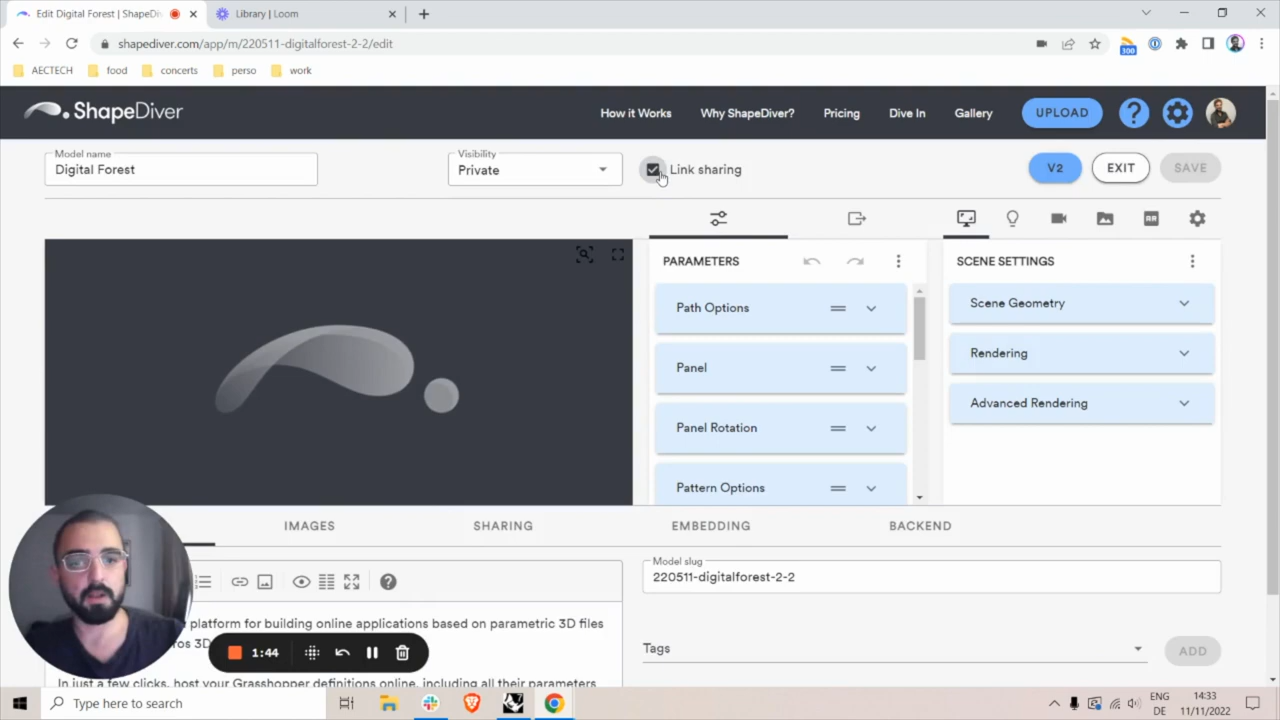 Edit Digital Forest | ShapeDiv
Library | Loom
shapediver.com/app/m/220511-digitalforest-2-2/edit
300
AECTECH
food
concerts
perso
work
ShapeDiver
How it Works
Why ShapeDiver?
Pricing
Dive In
Gallery
UPLOAD
?
Model name
Digital Forest
Visibility
Private
Link sharing
V2
EXIT
SAVE
PARAMETERS
SCENE SETTINGS
Path Options
Scene Geometry
Panel
Rendering
Panel Rotation
Advanced Rendering
Pattern Options
IMAGES
SHARING
EMBEDDING
BACKEND
Model slug
220511-digitalforest-2-2
platform for building online applications based on parametric 3D files
ros 3D
Tags
ADD
In just a few clicks, host your Grasshopper definitions online, including all their parameters
1:44
Type here to search
ENG
DE
14:33
11/11/2022